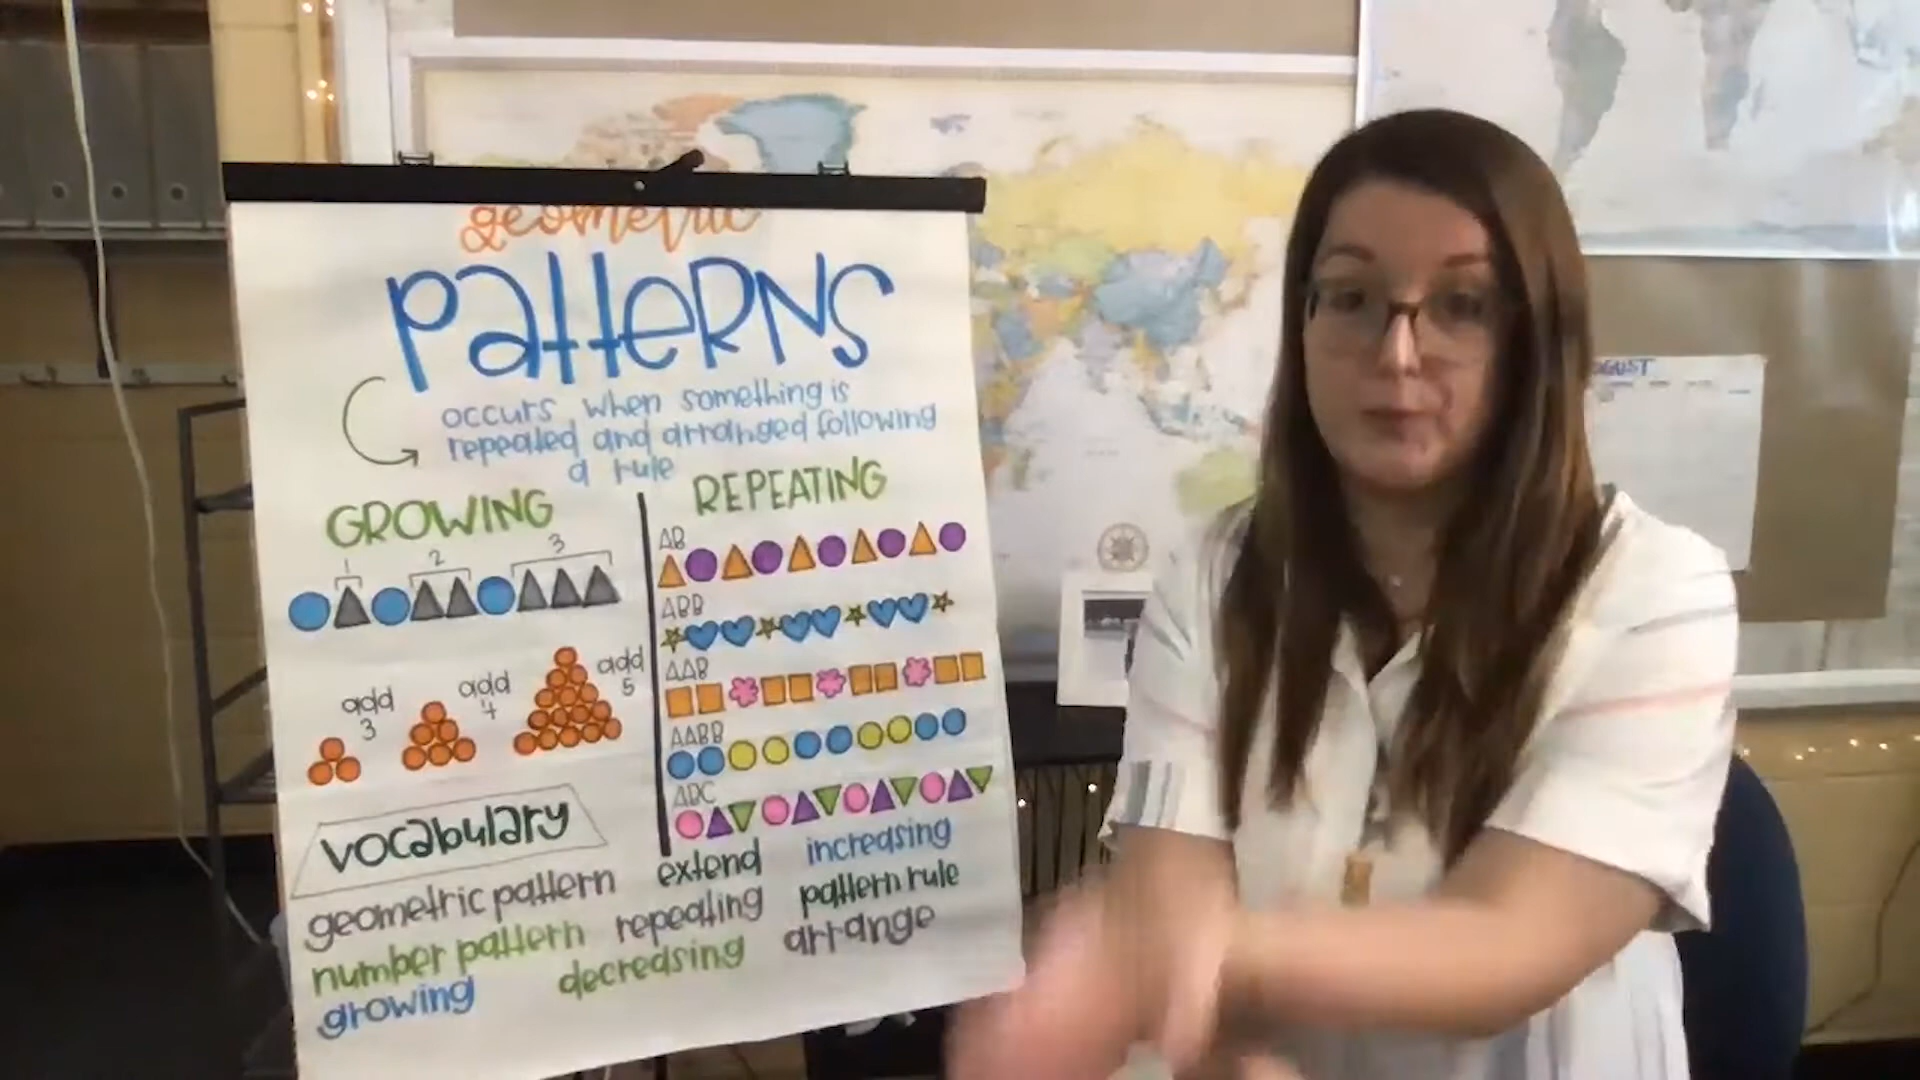 geometric
PaTTeRNS
occurs when something is
repeated and arranged following
a rule
GROWING
1 2 3
add
3
add
4
add
5
REPEATING
AB
ABB
AAB
AABB
ABC
vocabulary
geometric pattern
number pattern
growing
extend
repeating
decreasing
increasing
pattern rule
arrange